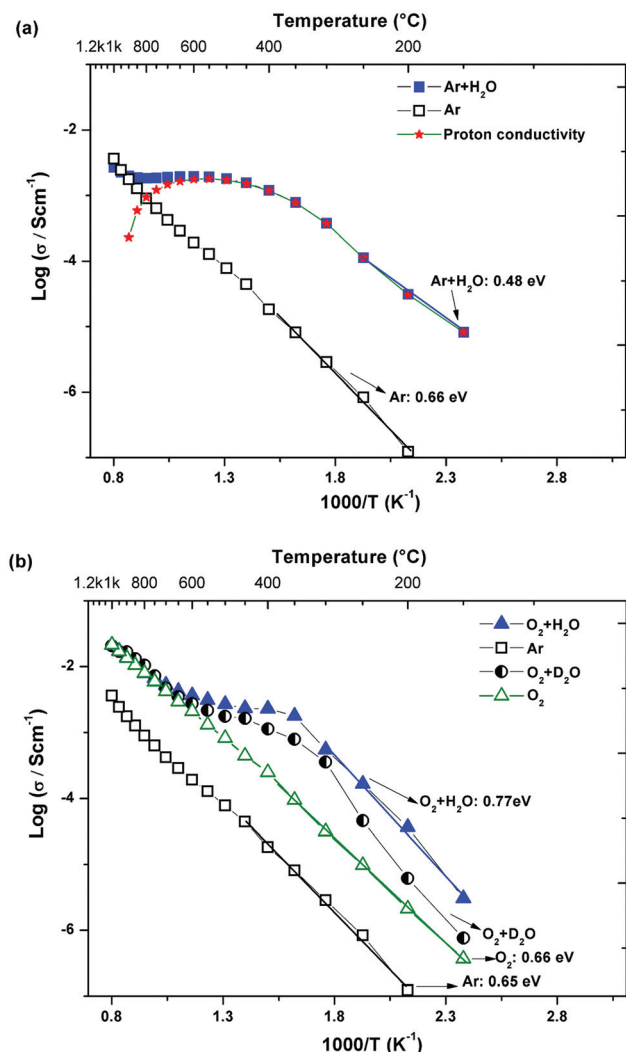 (a)
Temperature (°C)
1.2k1k 800 600 400 200
Ar+H₂O
Ar
Proton conductivity
-2
-4
-6
Log (σ / Scm⁻¹)
Ar+H₂O: 0.48 eV
Ar: 0.66 eV
0.8 1.3 1.8 2.3 2.8
1000/T (K⁻¹)
(b)
Temperature (°C)
1.2k1k 800 600 400 200
O₂+H₂O
Ar
O₂+D₂O
O₂
-2
-4
-6
Log (σ / Scm⁻¹)
O₂+H₂O: 0.77eV
O₂+D₂O
O₂: 0.66 eV
Ar: 0.65 eV
0.8 1.3 1.8 2.3 2.8
1000/T (K⁻¹)